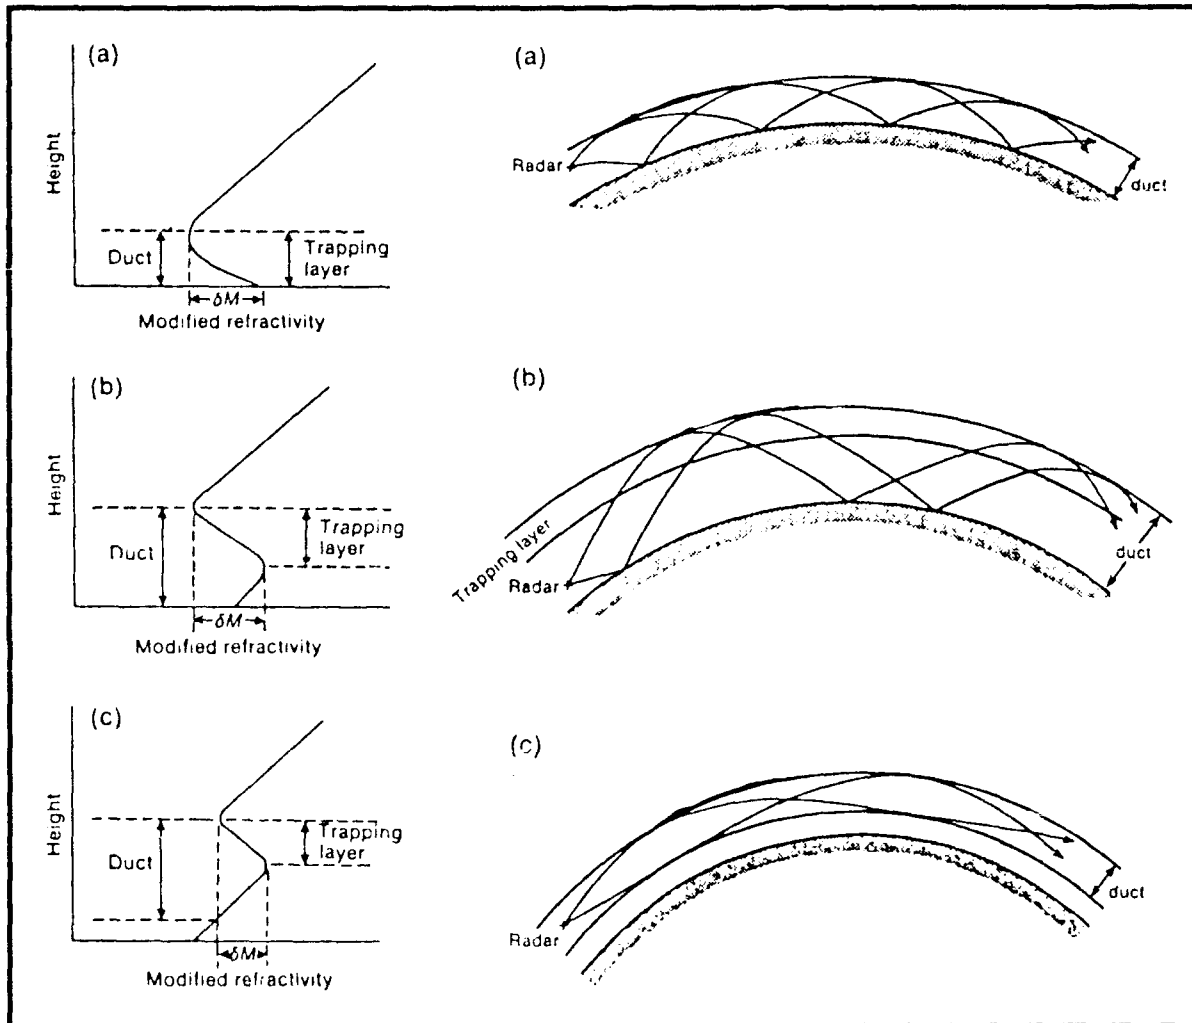 (a)
Height
Duct
Trapping
layer
δM
Modified refractivity
(a)
Radar
duct
(b)
Height
Duct
Trapping
layer
δM
Modified refractivity
(b)
Trapping layer
Radar
duct
(c)
Height
Duct
Trapping
layer
δM
Modified refractivity
(c)
Radar
duct